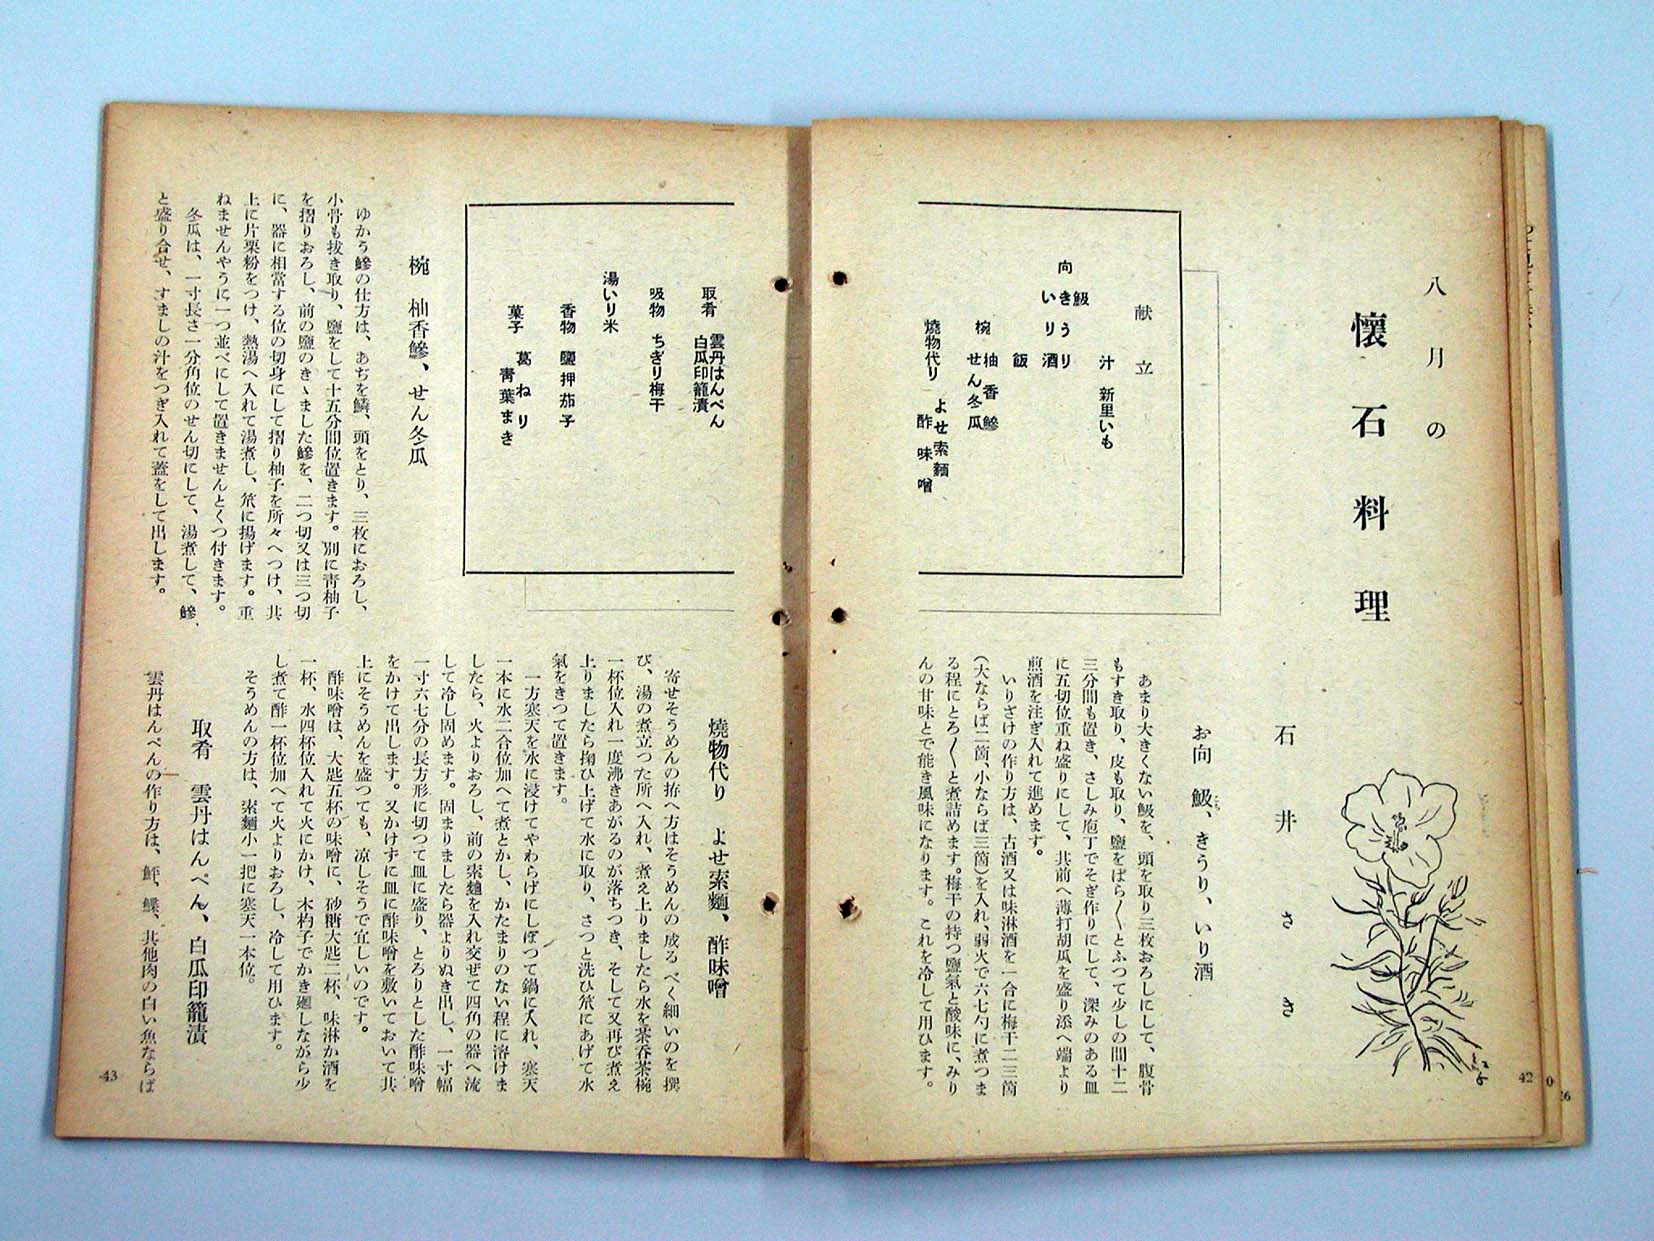 八月の
懐石料理
石井さき
献立
汁 新里いも
向
きうり
いり酒
飯
椀 柚香鰺
せん冬瓜
燒物代り よせ索麵
酢味噌
お向 鰕、きうり、いり酒
あまり大きくない鰕を、頭を取り三枚おろしにして、腹骨
もすき取り、皮も取り、鹽をばら〱とふつて少しの間十二
三分間も置き、さしみ庖丁でそぎ作りにして、深みのある皿
に五切位重ね盛りにして、其前へ薄打胡瓜を盛り添へ端より
煎酒を注ぎ入れて進めます。
いりざけの作り方は、古酒又は味淋酒を一合に梅干二三箇
(大ならば二箇、小ならば三箇)を入れ、弱火で六七勺に煮つま
る程にとろ〱と煮詰めます。梅干の持つ鹽氣と酸味に、みり
んの甘味とで能き風味になります。これを冷して用ひます。
42
取肴 雲丹はんぺん
白瓜印籠漬
吸物 ちぎり梅干
湯いり米
香物 鹽押茄子
菓子 葛ねり
青葉まき
椀 柚香鰺、せん冬瓜
ゆかう鰺の仕方は、あぢを鱗、頭をとり、三枚におろし、
小骨も抜き取り、鹽をして十五分間位置きます。別に靑柚子
を摺りおろし、前の鹽のきゝました鰺を、二つ切又は三つ切
に、器に相當する位の切身にして摺り柚子を所々へつけ、其
上に片栗粉をつけ、熱湯へ入れて湯煮し、笊に揚げます。重
ねませんやうに一つ並べにして置きませんとくつ付きます。
冬瓜は、一寸長さ一分角位のせん切にして、湯煮して、鰺
と盛り合せ、すましの汁をつぎ入れて蓋をして出します。
燒物代り よせ索麵、酢味噌
寄せそうめんの拵へ方はそうめんの成るべく細いのを撰
び、湯の煮立つた所へ入れ、煮え上りましたら水を茶呑茶椀
一杯位入れ一度沸きあがるのが落ちつき、そして又再び煮え
上りましたら掬ひ上げて水に取り、さつと洗ひ笊にあげて水
氣をきつて置きます。
一方寒天を水に浸けてやわらげにしぼつて鍋に入れ、寒天
一本に水二合位加へて煮とかし、かたまりのない程に溶けま
したら、火よりおろし、前の索麵を入れ交ぜて四角の器へ流
して冷し固めます。固まりましたら器よりぬき出し、一寸幅
一寸六七分の長方形に切つて皿に盛り、とろりとした酢味噌
をかけて出します。又かけずに皿に酢味噌を敷いておいて其
上にそうめんを盛つても、凉しそうで宜しいのです。
酢味噌は、大匙五杯の味噌に、砂糖大匙二杯、味淋か酒を
一杯、水四杯位入れて火にかけ、木杓子でかき廻しながら少
し煮て酢一杯位加へて火よりおろし、冷して用ひます。
そうめんの方は、索麵小一把に寒天一本位。
取肴 雲丹はんぺん、白瓜印籠漬
雲丹はんぺんの作り方は、鮃、鰈、其他肉の白い魚ならば
43